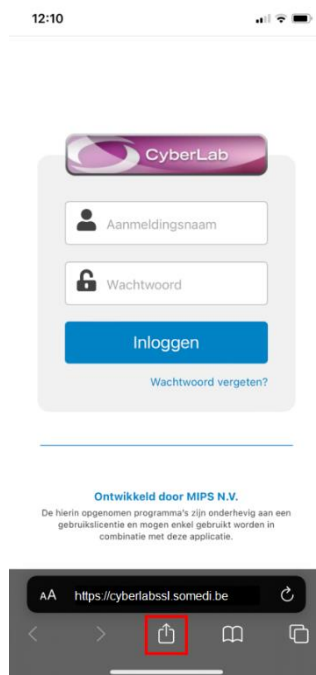 12:10
CyberLab
Aanmeldingsnaam
Wachtwoord
Inloggen
Wachtwoord vergeten?
Ontwikkeld door MIPS N.V.
De hierin opgenomen programma's zijn onderhevig aan een
gebruikslicentie en mogen enkel gebruikt worden in
combinatie met deze applicatie.
AA https://cyberlabssl.somedi.be